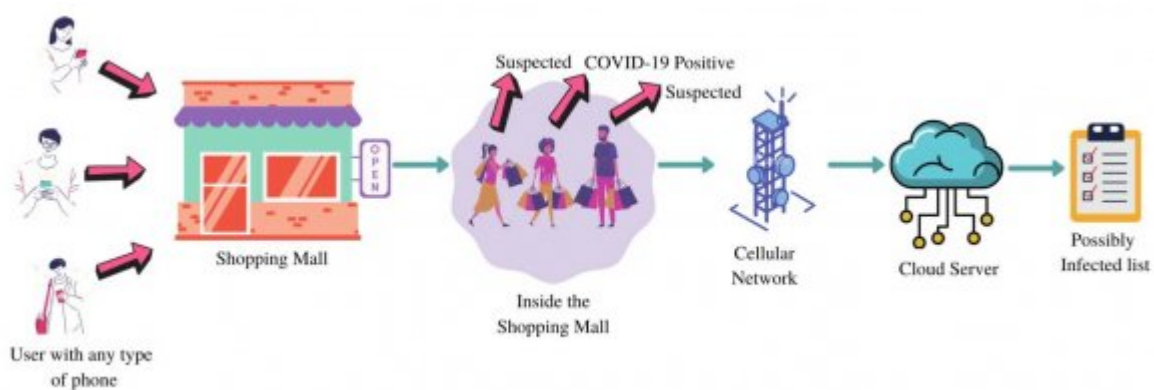 Suspected
COVID-19 Positive
Suspected
OPEN
Shopping Mall
Inside the
Shopping Mall
Cellular
Network
Cloud Server
Possibly
Infected list
User with any type
of phone